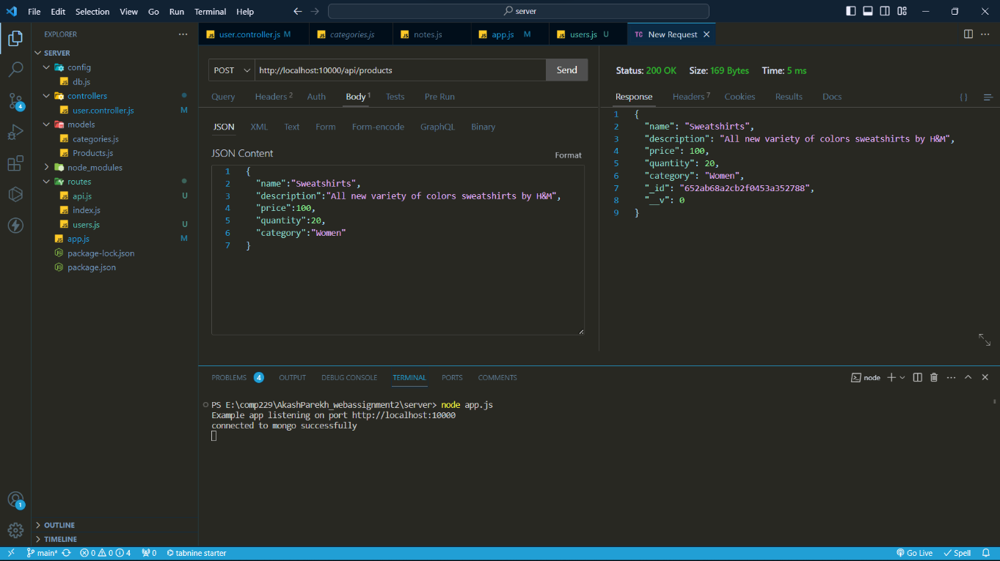 File Edit Selection View Go Run Terminal Help
server
EXPLORER
SERVER
config
db.js
controllers
user.controller.js M
models
categories.js
Products.js
node_modules
routes
api.js U
index.js
users.js U
app.js M
package-lock.json
package.json
OUTLINE
TIMELINE
4
1
user.controller.js M categories.js notes.js app.js M users.js U TC New Request
POST http://localhost:10000/api/products Send
Query Headers 2 Auth Body 1 Tests Pre Run
JSON XML Text Form Form-encode GraphQL Binary
JSON Content
Format
1 {
2 "name":"Sweatshirts",
3 "description":"All new variety of colors sweatshirts by H&M",
4 "price":100,
5 "quantity":20,
6 "category":"Women"
7 }
Status: 200 OK Size: 169 Bytes Time: 5 ms
Response Headers 7 Cookies Results Docs { }
1 {
2 "name": "Sweatshirts",
3 "description": "All new variety of colors sweatshirts by H&M",
4 "price": 100,
5 "quantity": 20,
6 "category": "Women",
7 "_id": "652ab68a2cb2f0453a352788",
8 "__v": 0
9 }
PROBLEMS 4 OUTPUT DEBUG CONSOLE TERMINAL PORTS COMMENTS
node
PS E:\comp229\AkashParekh_webassignment2\server> node app.js
Example app listening on port http://localhost:10000
connected to mongo successfully
main* 0 0 4 0 tabnine starter Go Live Spell